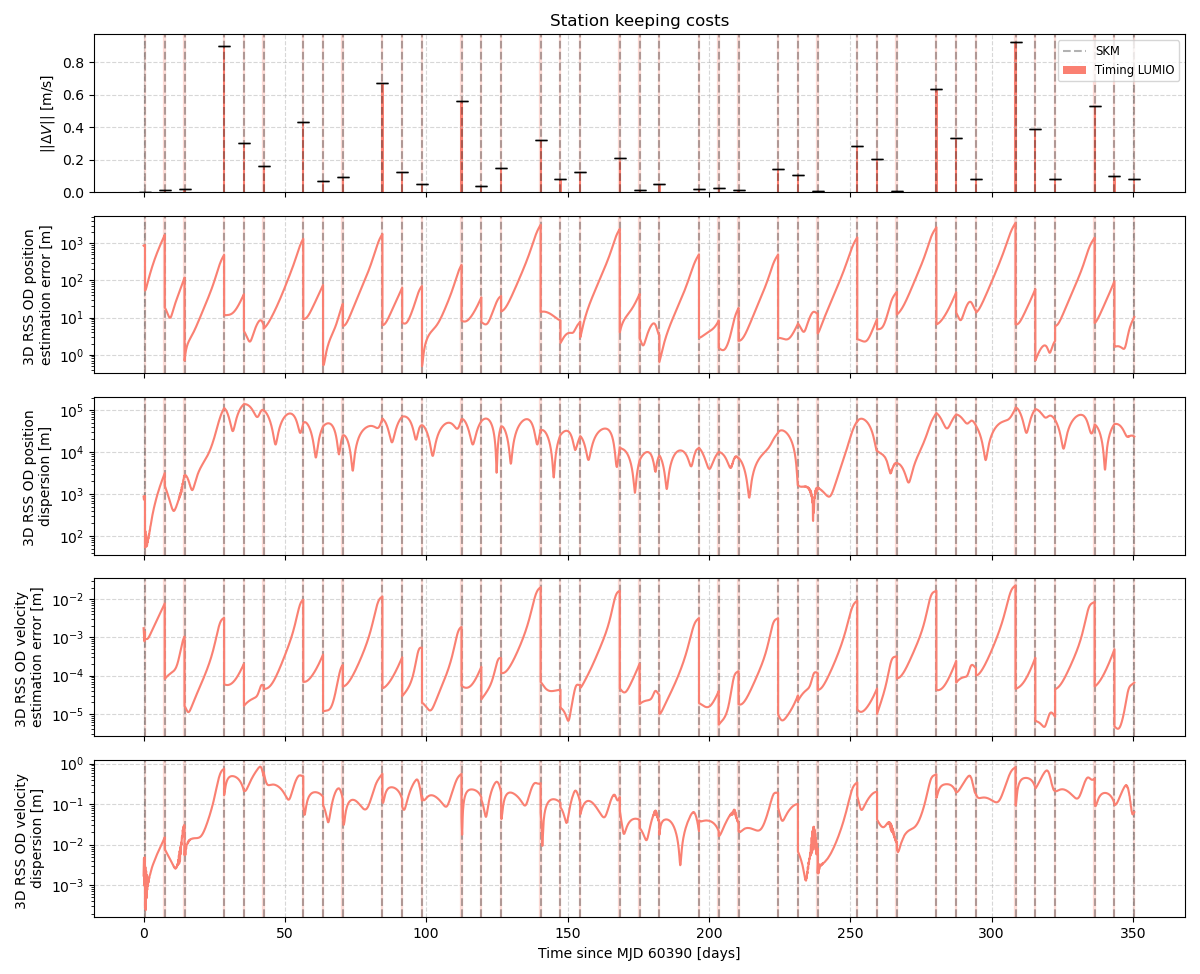 Station keeping costs
||ΔV|| [m/s]
0.8
0.6
0.4
0.2
0.0
SKM
Timing LUMIO
3D RSS OD position
estimation error [m]
10³
10²
10¹
10⁰
3D RSS OD position
dispersion [m]
10⁵
10⁴
10³
10²
3D RSS OD velocity
estimation error [m]
10⁻²
10⁻³
10⁻⁴
10⁻⁵
3D RSS OD velocity
dispersion [m]
10⁰
10⁻¹
10⁻²
10⁻³
0 50 100 150 200 250 300 350
Time since MJD 60390 [days]